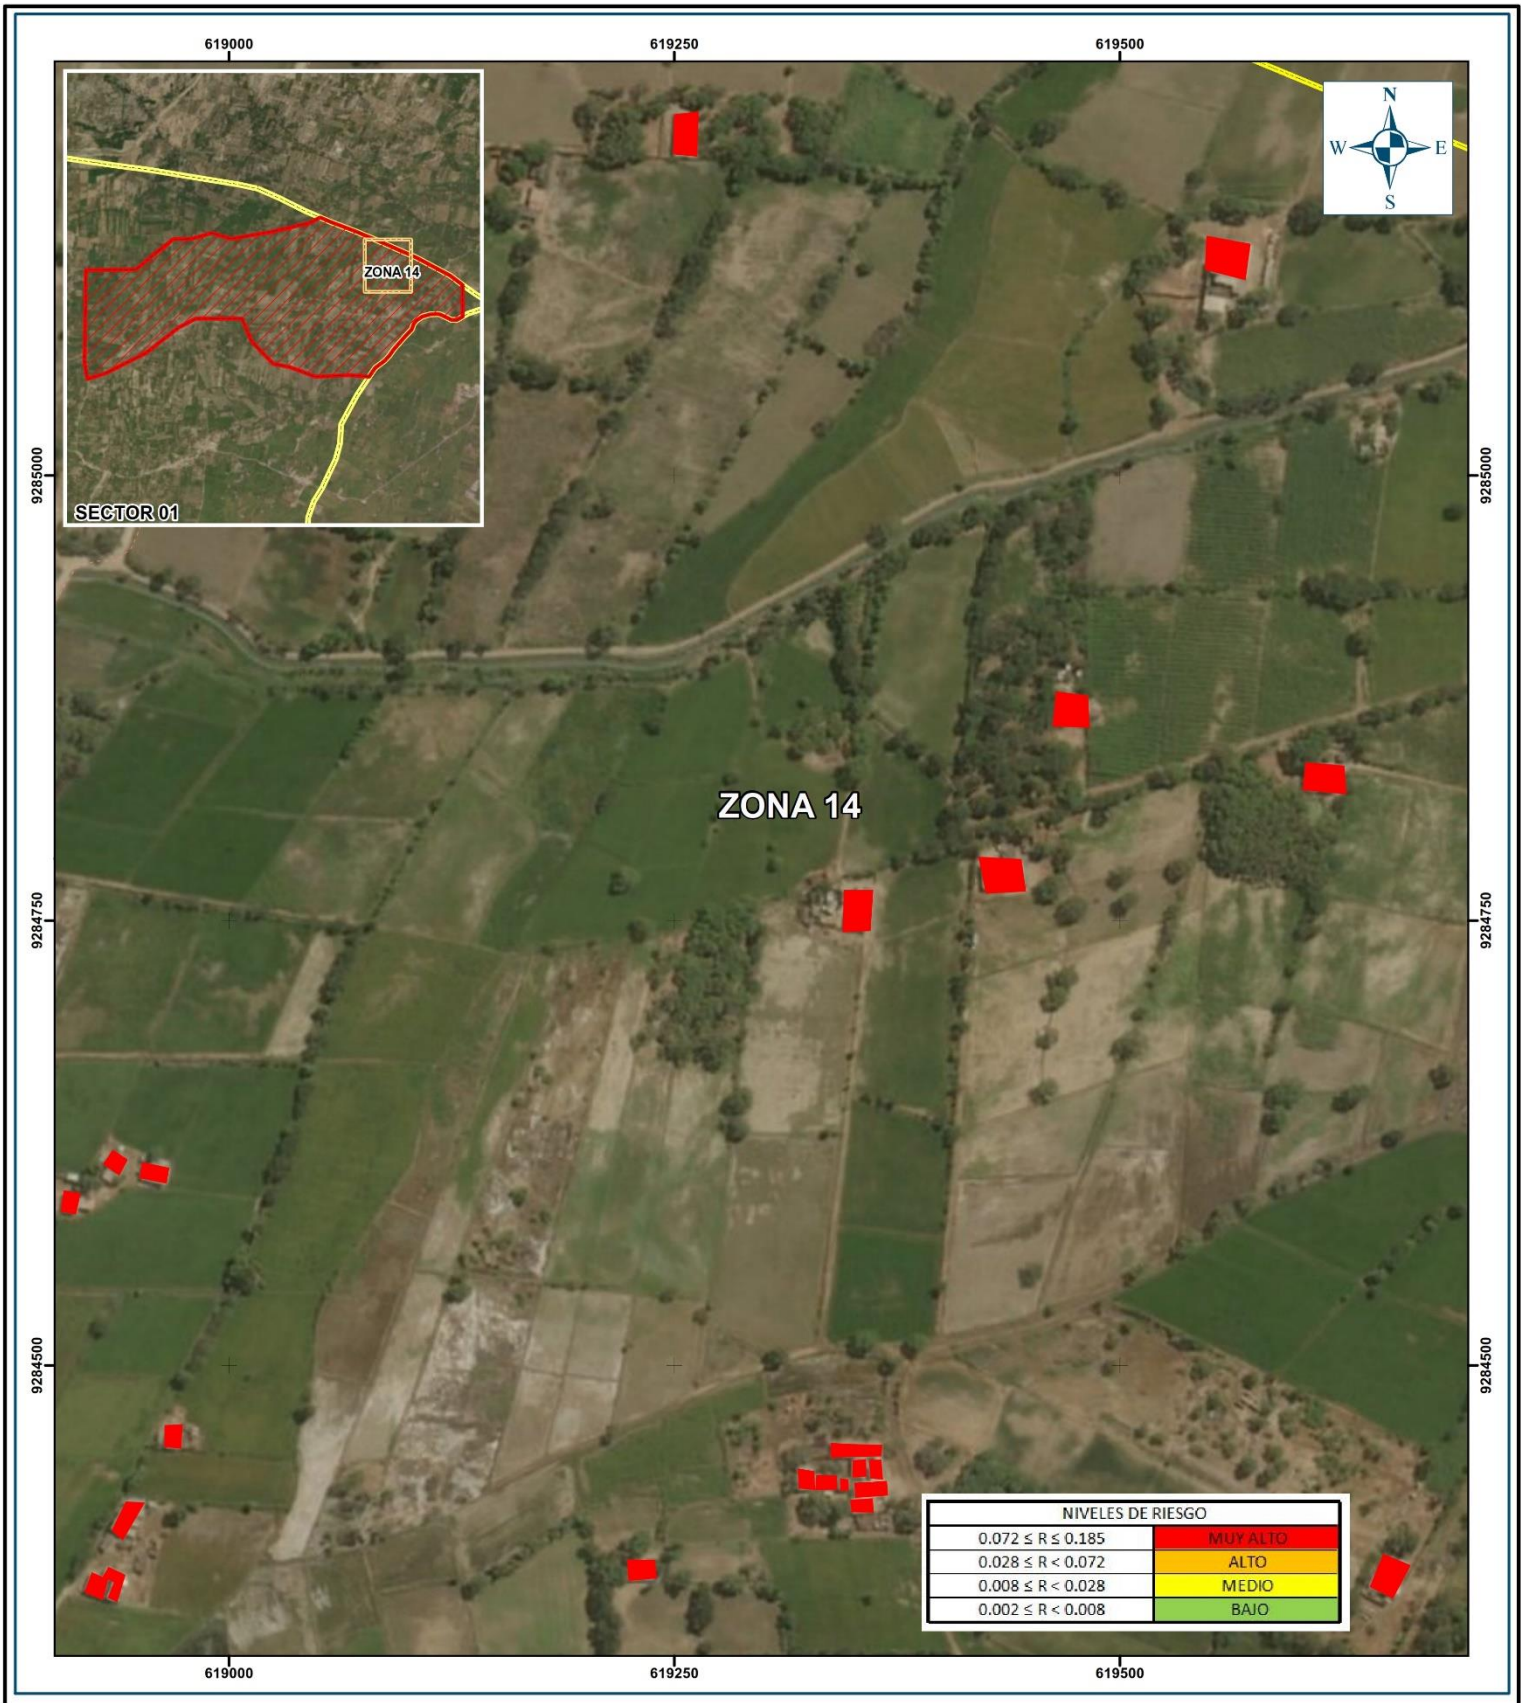 619000
619250
619500
N
W
E
S
ZONA 14
SECTOR 01
9285000
9285000
ZONA 14
9284750
9284750
9284500
9284500
NIVELES DE RIESGO
0.072 ≤ R ≤ 0.185 MUY ALTO
0.028 ≤ R < 0.072 ALTO
0.008 ≤ R < 0.028 MEDIO
0.002 ≤ R < 0.008 BAJO
619000
619250
619500